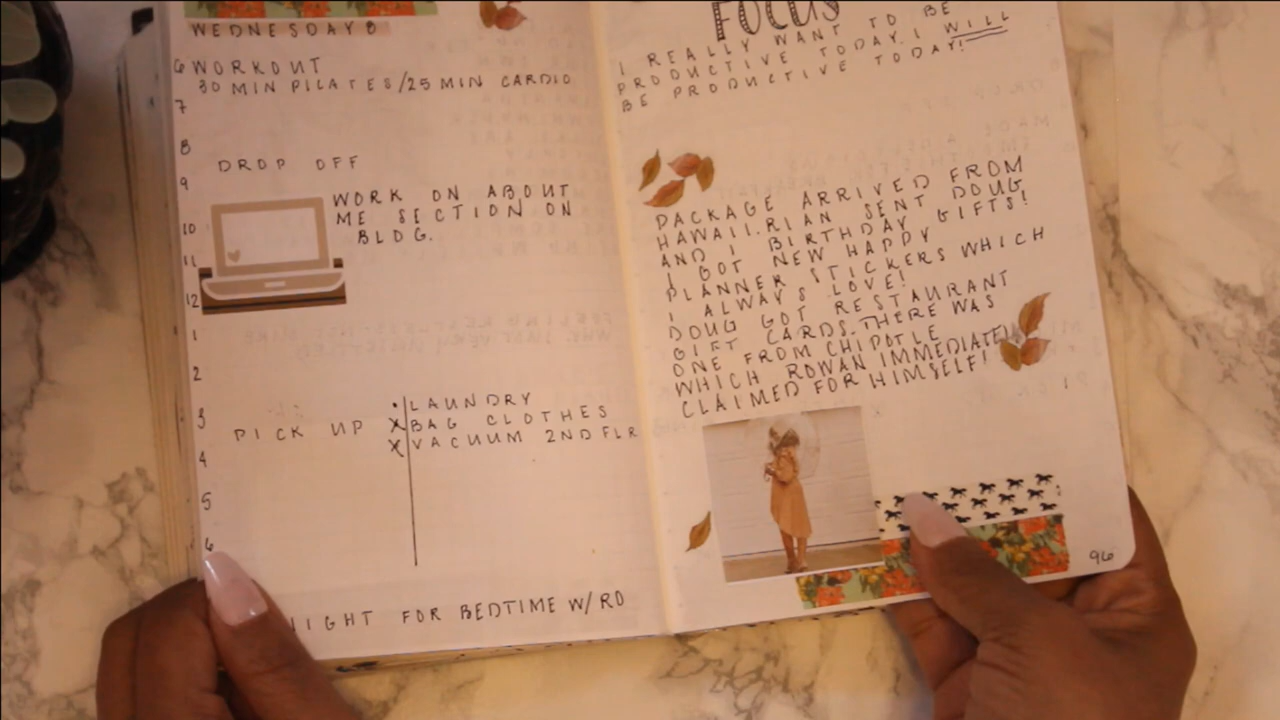 WEDNESDAY 8
6 WORKOUT
30 MIN PILATES/25 MIN CARDIO
7
8
DROP OFF
9
WORK ON ABOUT
ME SECTION ON
BLOG.
10
11
12
1
2
3
PICK UP
• LAUNDRY
X BAG CLOTHES
X VACUUM 2ND FLR
4
5
6
NIGHT FOR BEDTIME W/ RO
FOCUS
I REALLY WANT TO BE
PRODUCTIVE TODAY. I WILL
BE PRODUCTIVE TODAY!
PACKAGE ARRIVED FROM
HAWAII. RIAN SENT DOUG
AND I BIRTHDAY GIFTS!
I GOT NEW HAPPY
PLANNER STICKERS WHICH
I ALWAYS LOVE!
DOUG GOT RESTAURANT
GIFT CARDS. THERE WAS
ONE FROM CHIPOTLE
WHICH ROWAN IMMEDIATELY
CLAIMED FOR HIMSELF!
96